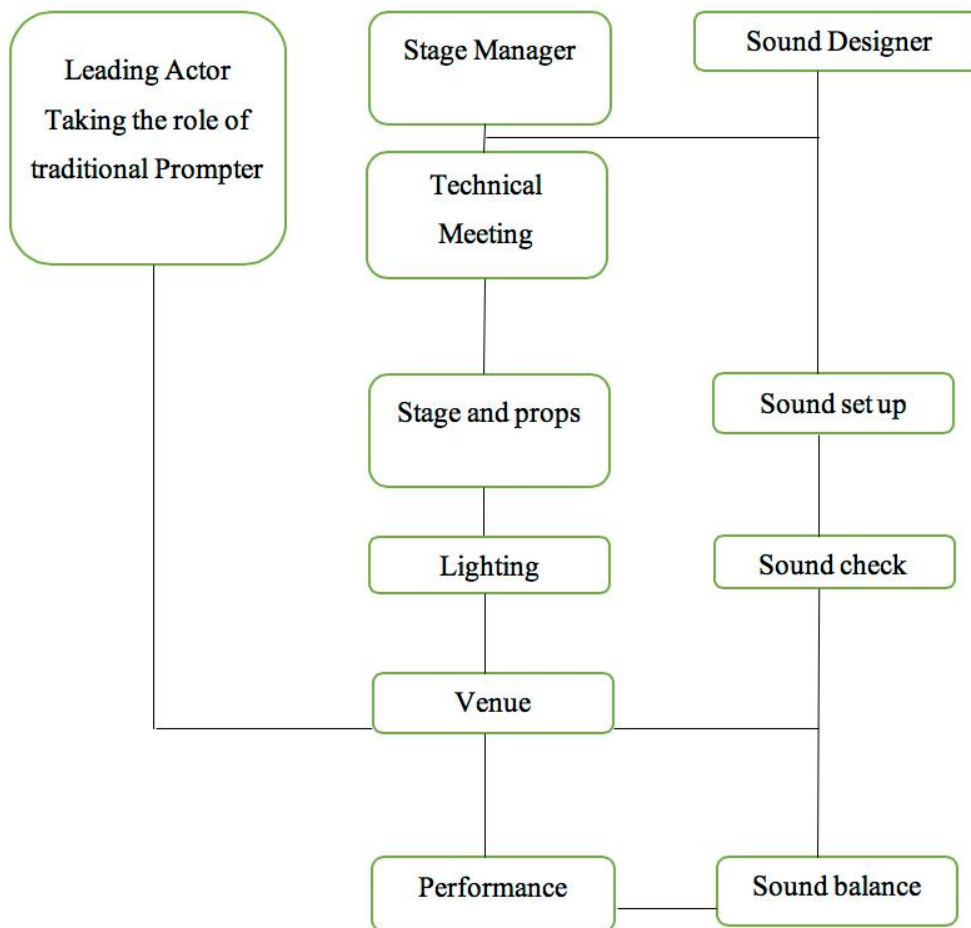 Leading Actor
Taking the role of
traditional Prompter
Stage Manager
Sound Designer
Technical
Meeting
Stage and props
Sound set up
Lighting
Sound check
Venue
Performance
Sound balance